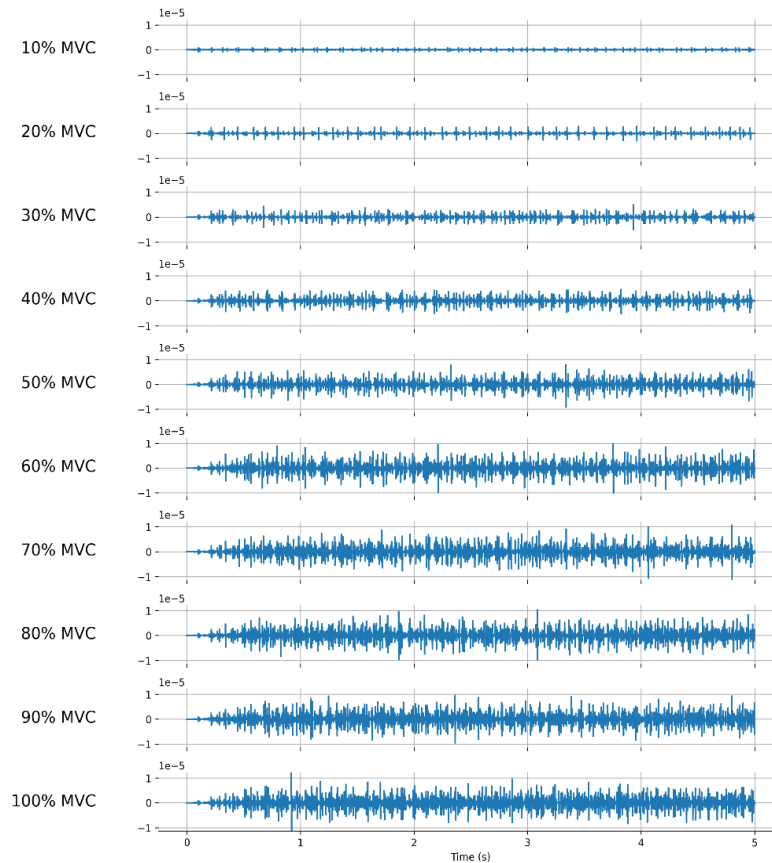 1e−5
10% MVC
1
0
−1
1e−5
20% MVC
1
0
−1
1e−5
30% MVC
1
0
−1
1e−5
40% MVC
1
0
−1
1e−5
50% MVC
1
0
−1
1e−5
60% MVC
1
0
−1
1e−5
70% MVC
1
0
−1
1e−5
80% MVC
1
0
−1
1e−5
90% MVC
1
0
−1
1e−5
100% MVC
1
0
−1
0 1 2 3 4 5
Time (s)